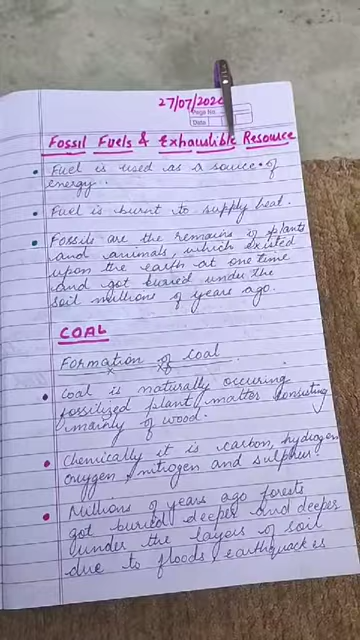 27/07/2020
Page No.
Date
Fossil Fuels & Exhaustible Resource
• Fuel is used as a source of
energy.
• Fuel is burnt to supply heat.
• Fossils are the remains of plants
and animals, which existed
upon the earth at one time
and got buried under the
soil millions of years ago.
COAL
Formation of coal
• Coal is naturally occuring
fossilized plant matter consisting
mainly of wood.
• Chemically it is carbon, hydrogen
oxygen, nitrogen and sulphur.
• Millions of years ago forests
got buried deeper and deeper
under the layers of soil
due to floods, earthquackes